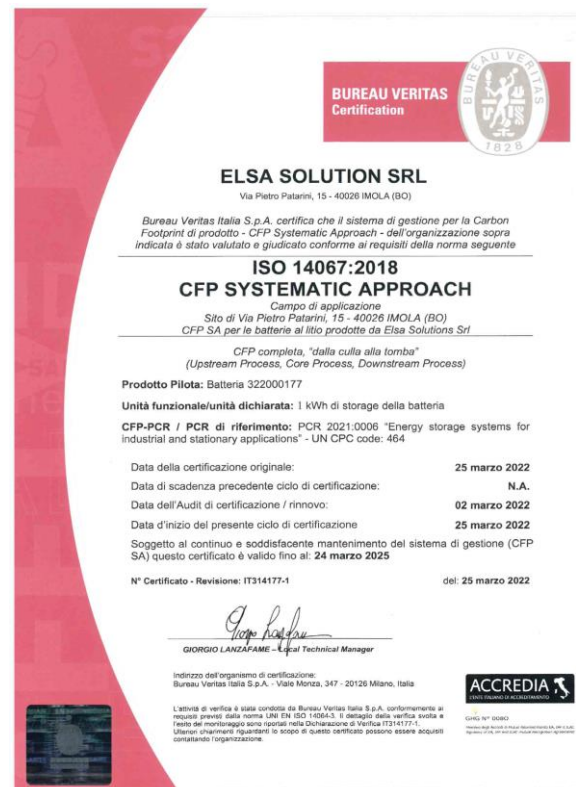 BUREAU VERITAS
Certification
BUREAU VERITAS
1828
ELSA SOLUTION SRL
Via Pietro Patarini, 15 - 40026 IMOLA (BO)
Bureau Veritas Italia S.p.A. certifica che il sistema di gestione per la Carbon
Footprint di prodotto - CFP Systematic Approach - dell'organizzazione sopra
indicata è stato valutato e giudicato conforme ai requisiti della norma seguente
ISO 14067:2018
CFP SYSTEMATIC APPROACH
Campo di applicazione
Sito di Via Pietro Patarini, 15 - 40026 IMOLA (BO)
CFP SA per le batterie al litio prodotte da Elsa Solutions Srl
CFP completa, "dalla culla alla tomba"
(Upstream Process, Core Process, Downstream Process)
Prodotto Pilota: Batteria 322000177
Unità funzionale/unità dichiarata: 1 kWh di storage della batteria
CFP-PCR / PCR di riferimento: PCR 2021:0006 "Energy storage systems for
industrial and stationary applications" - UN CPC code: 464
Data della certificazione originale: 25 marzo 2022
Data di scadenza precedente ciclo di certificazione: N.A.
Data dell'Audit di certificazione / rinnovo: 02 marzo 2022
Data d'inizio del presente ciclo di certificazione 25 marzo 2022
Soggetto al continuo e soddisfacente mantenimento del sistema di gestione (CFP
SA) questo certificato è valido fino al: 24 marzo 2025
N° Certificato - Revisione: IT314177-1 del: 25 marzo 2022
GIORGIO LANZAFAME – Local Technical Manager
Indirizzo dell'organismo di certificazione:
Bureau Veritas Italia S.p.A. - Viale Monza, 347 - 20126 Milano, Italia
L'attività di verifica è stata condotta da Bureau Veritas Italia S.p.A. conformemente ai
requisiti previsti dalla norma UNI EN ISO 14064-3. Il dettaglio della verifica svolta e
l'esito del monitoraggio sono riportati nella Dichiarazione di Verifica IT314177-1.
Ulteriori chiarimenti riguardanti lo scopo di questo certificato possono essere acquisiti
contattando l'organizzazione.
ACCREDIA
L'ENTE ITALIANO DI ACCREDITAMENTO
GHG N° 008O